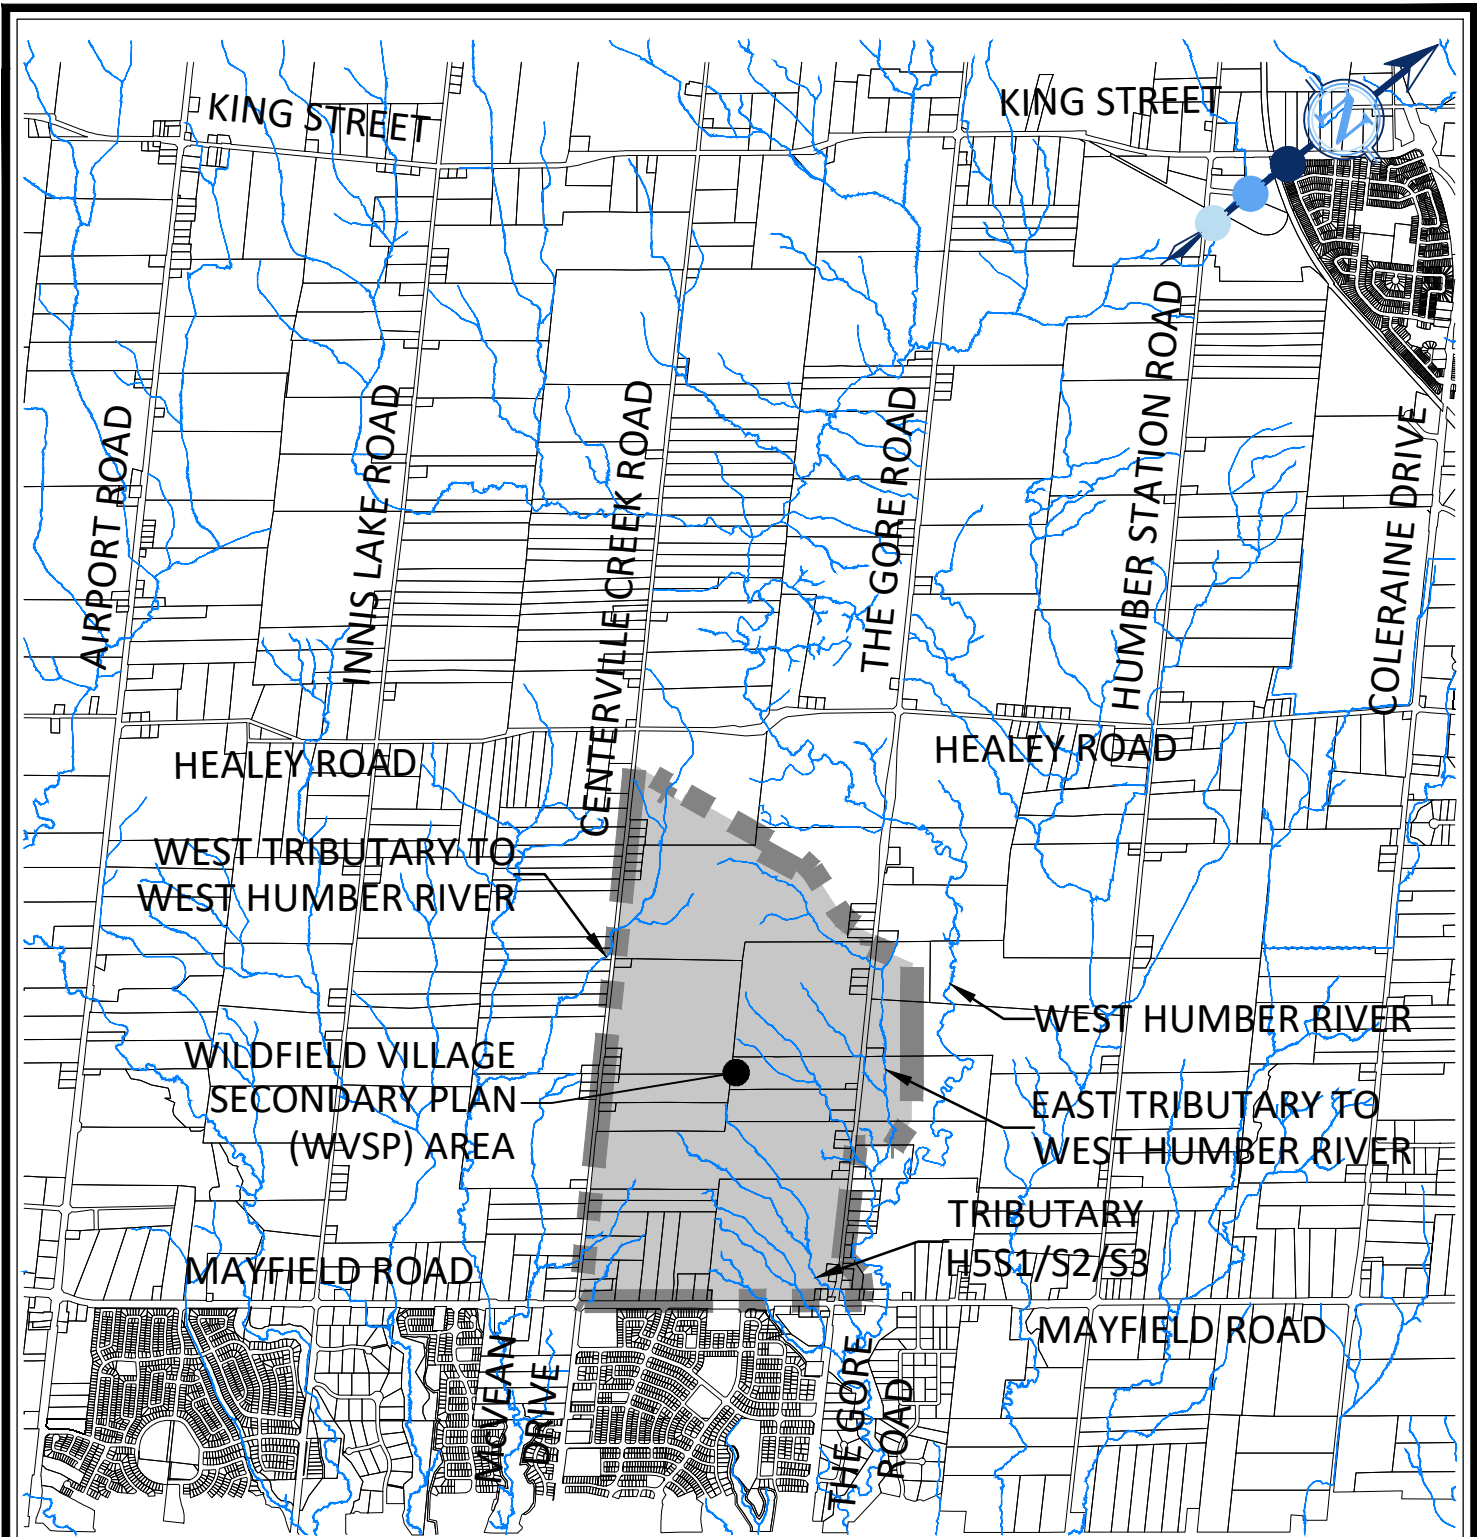 KING STREET
KING STREET
N
AIRPORT ROAD
INNIS LAKE ROAD
CENTERVILLE CREEK ROAD
THE GORE ROAD
HUMBER STATION ROAD
COLERAINE DRIVE
HEALEY ROAD
HEALEY ROAD
WEST TRIBUTARY TO
WEST HUMBER RIVER
WEST HUMBER RIVER
WILDFIELD VILLAGE
SECONDARY PLAN
(WVSP) AREA
EAST TRIBUTARY TO
WEST HUMBER RIVER
TRIBUTARY
H5S1/S2/S3
MAYFIELD ROAD
MAYFIELD ROAD
MCVEAN
DRIVE
THE GORE
ROAD